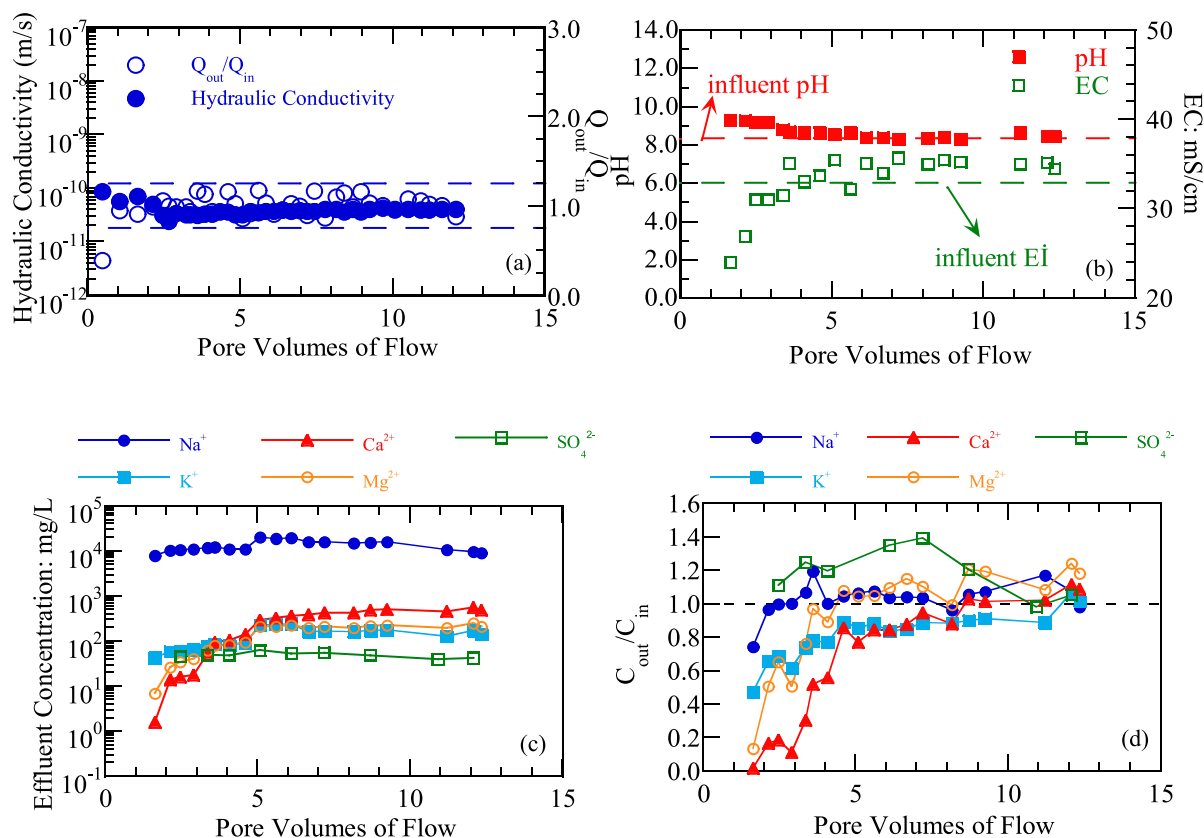 Hydraulic Conductivity (m/s)
10⁻⁷
10⁻⁸
10⁻⁹
10⁻¹⁰
10⁻¹¹
10⁻¹²
Q_out/Q_in
Hydraulic Conductivity
(a)
3.0
2.0
1.0
0.0
Q_out/Q_in
0 5 10 15
Pore Volumes of Flow
pH
14.0
12.0
10.0
8.0
6.0
4.0
2.0
0.0
influent pH
pH
EC
influent Eİ
(b)
50
40
30
20
EC: mS/cm
0 5 10 15
Pore Volumes of Flow
Na⁺ Ca²⁺ SO₄²⁻
K⁺ Mg²⁺
Effluent Concentration: mg/L
10⁵
10⁴
10³
10²
10¹
10⁰
10⁻¹
(c)
0 5 10 15
Pore Volumes of Flow
Na⁺ Ca²⁺ SO₄²⁻
K⁺ Mg²⁺
C_out/C_in
1.6
1.4
1.2
1.0
0.8
0.6
0.4
0.2
0.0
(d)
0 5 10 15
Pore Volumes of Flow